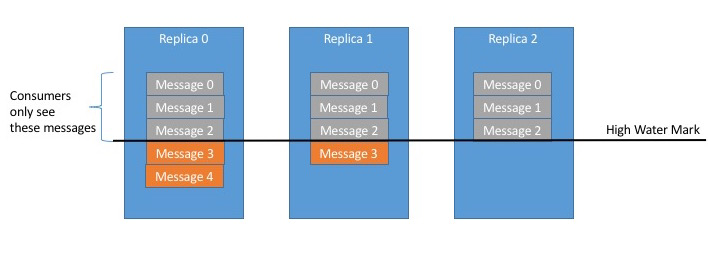 Replica 0
Replica 1
Replica 2
Consumers
only see
these messages
Message 0
Message 1
Message 2
Message 3
Message 4
Message 0
Message 1
Message 2
Message 3
Message 0
Message 1
Message 2
High Water Mark